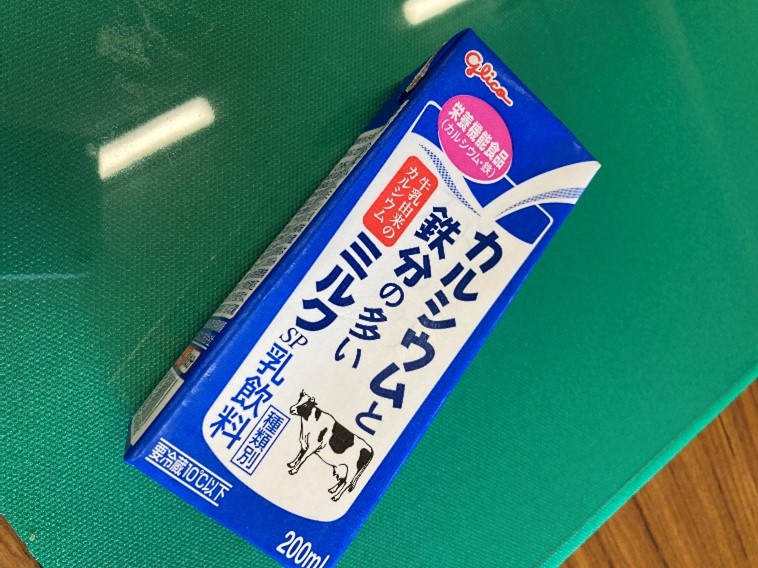 glico
栄養機能食品
(カルシウム・鉄)
牛乳由来の
カルシウム
カルシウムと
鉄分の多い
ミルクSP
種類別
乳飲料
要冷蔵10℃以下
200ml